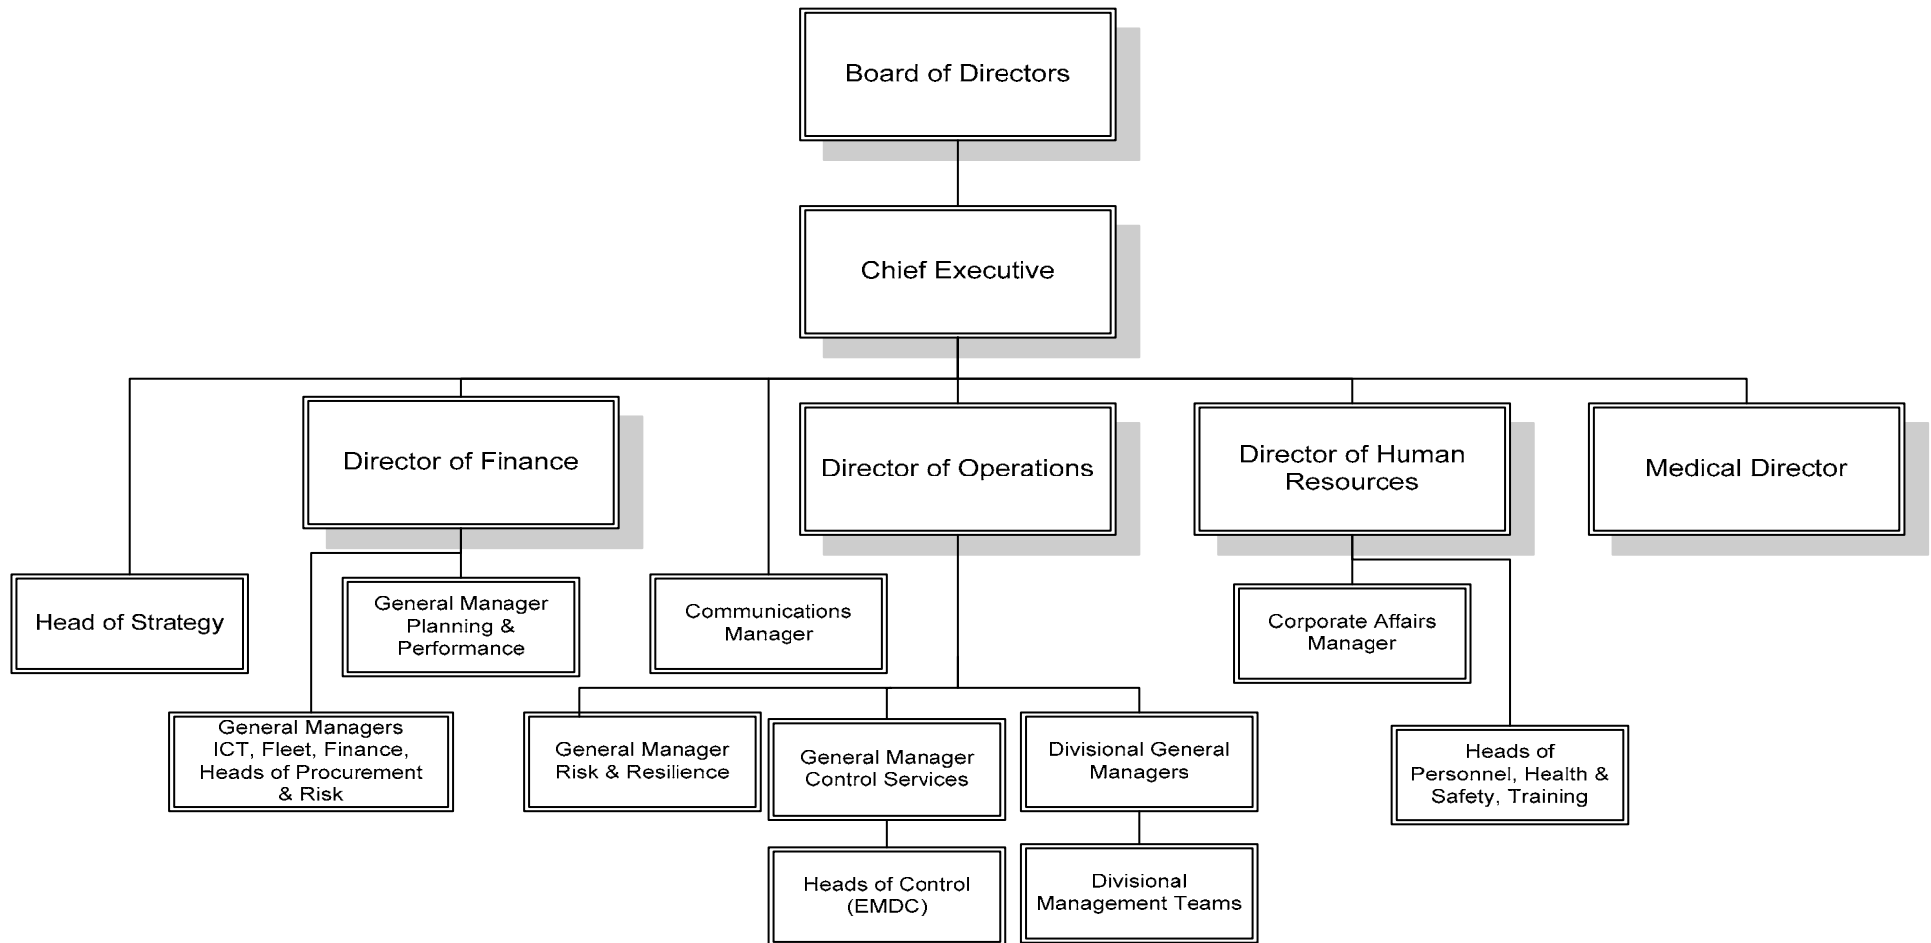 Board of Directors
Chief Executive
Director of Finance
Director of Operations
Director of Human
Resources
Medical Director
Head of Strategy
General Manager
Planning &
Performance
Communications
Manager
Corporate Affairs
Manager
General Managers
ICT, Fleet, Finance,
Heads of Procurement
& Risk
General Manager
Risk & Resilience
General Manager
Control Services
Divisional General
Managers
Heads of
Personnel, Health &
Safety, Training
Heads of Control
(EMDC)
Divisional
Management Teams